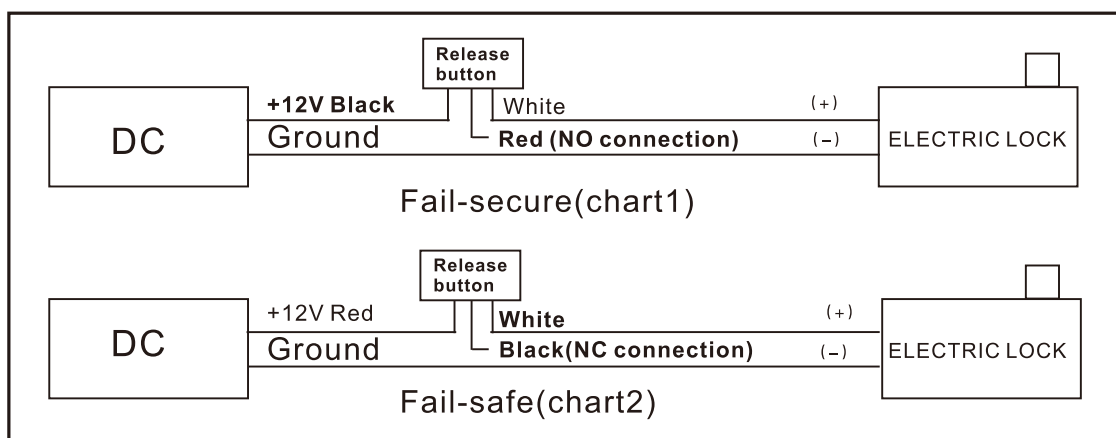 Release
button
+12V Black
White
(+)
DC
Ground
Red (NO connection)
(-)
ELECTRIC LOCK
Fail-secure(chart1)
Release
button
+12V Red
White
(+)
DC
Ground
Black(NC connection)
(-)
ELECTRIC LOCK
Fail-safe(chart2)